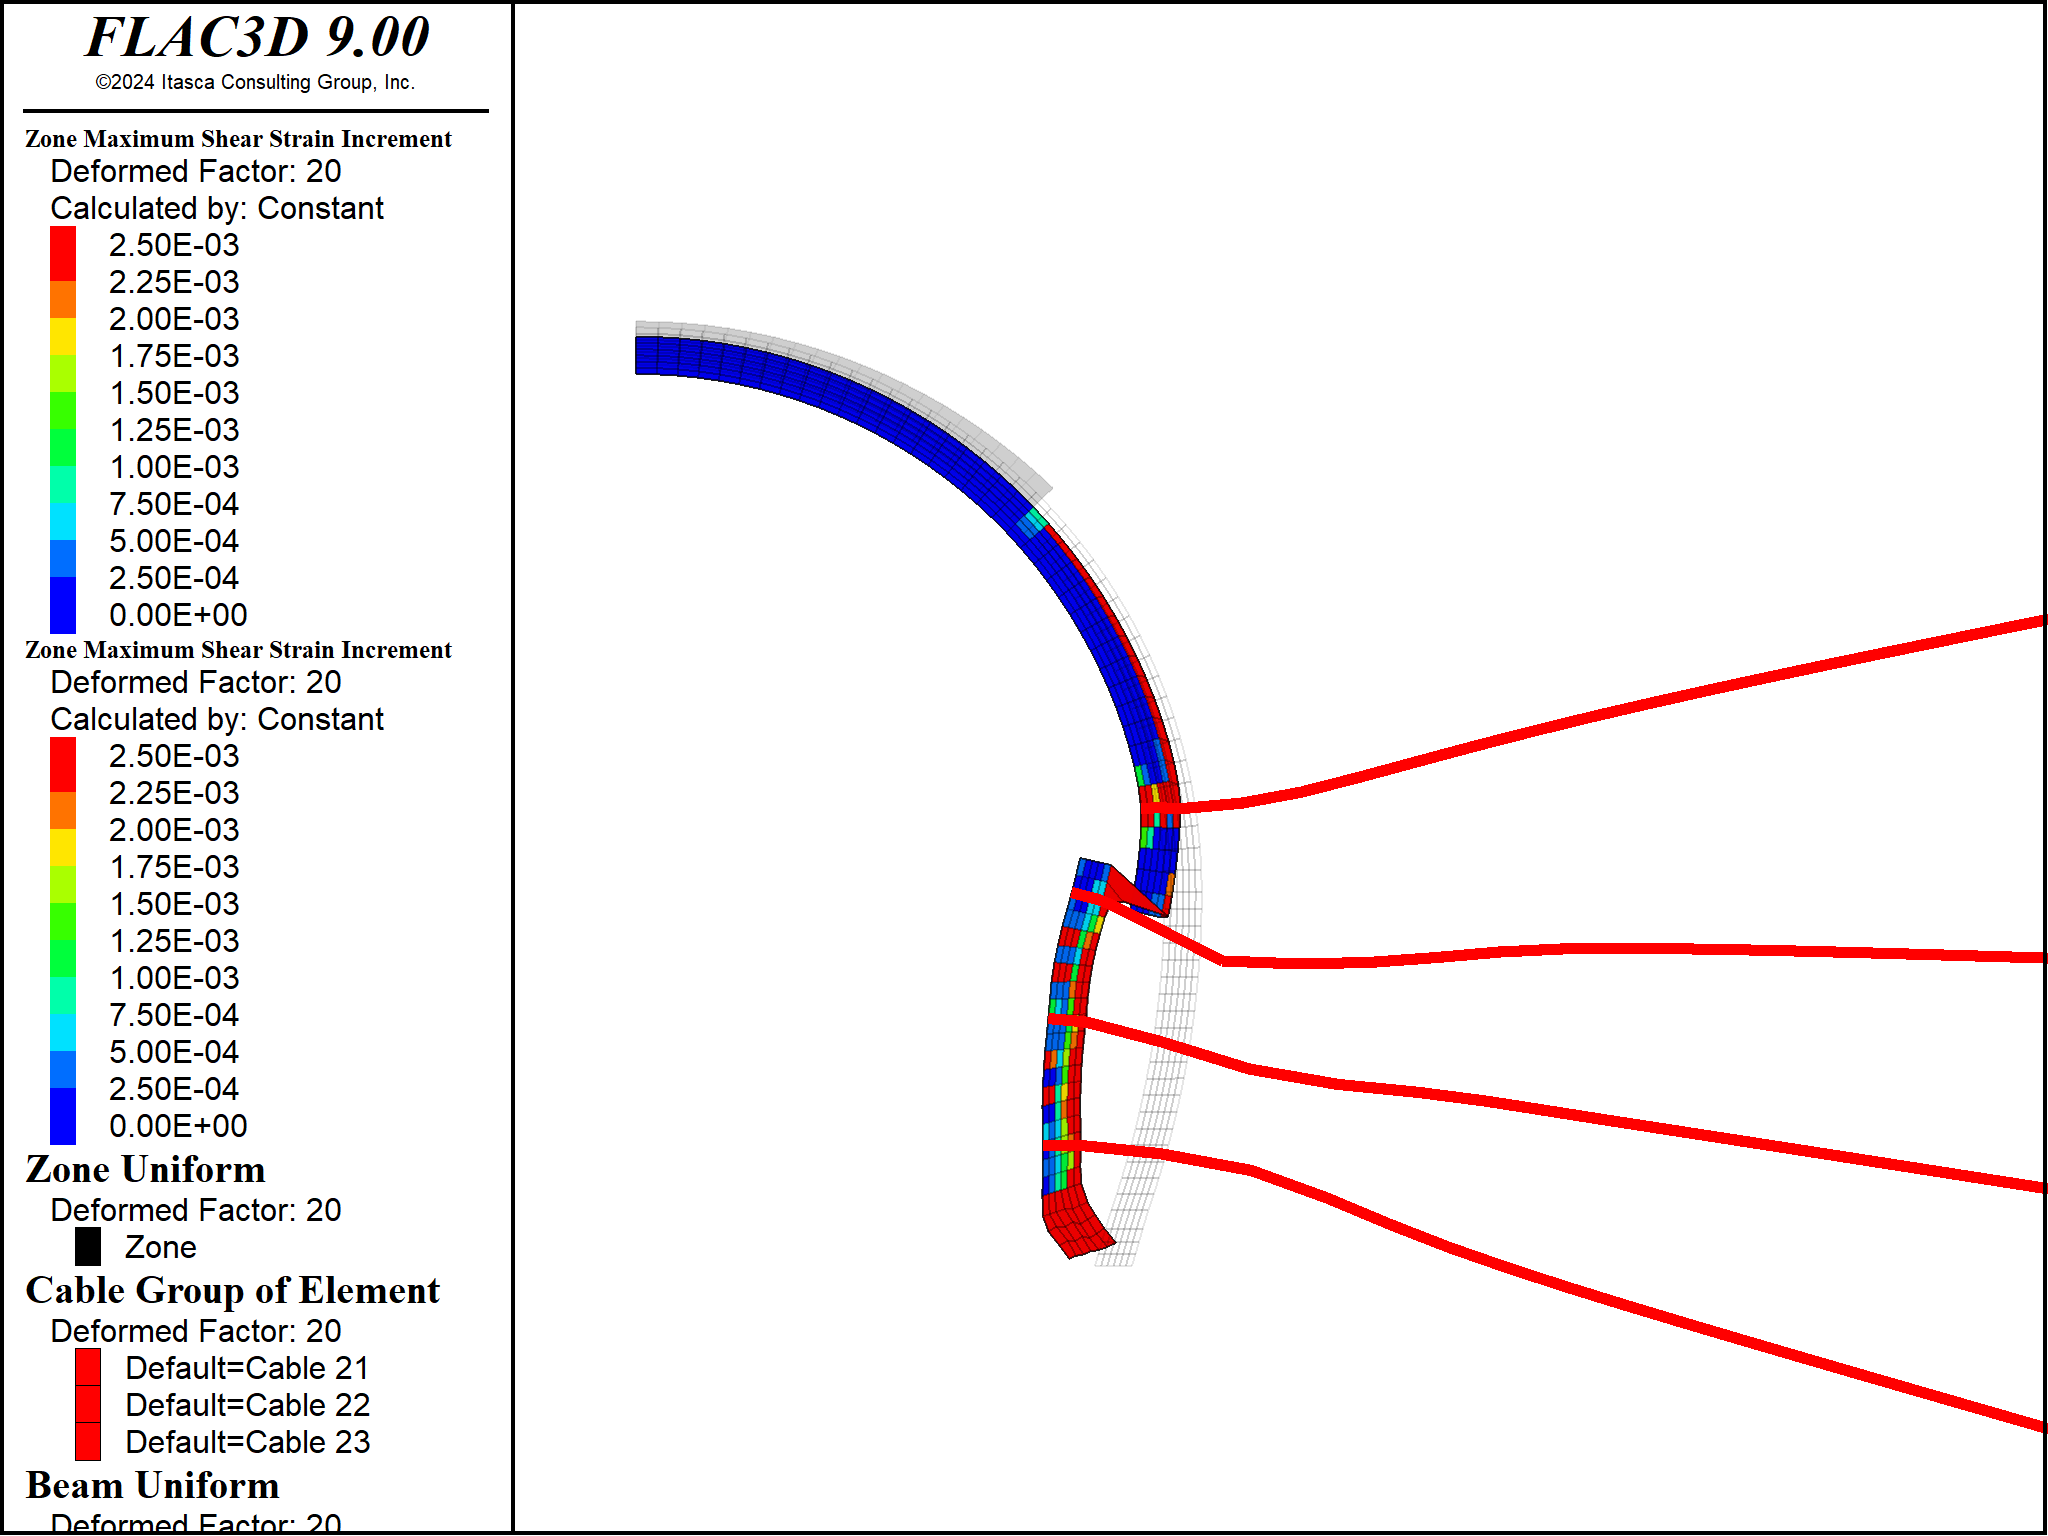 FLAC3D 9.00
©2024 Itasca Consulting Group, Inc.
Zone Maximum Shear Strain Increment
Deformed Factor: 20
Calculated by: Constant
2.50E-03
2.25E-03
2.00E-03
1.75E-03
1.50E-03
1.25E-03
1.00E-03
7.50E-04
5.00E-04
2.50E-04
0.00E+00
Zone Maximum Shear Strain Increment
Deformed Factor: 20
Calculated by: Constant
2.50E-03
2.25E-03
2.00E-03
1.75E-03
1.50E-03
1.25E-03
1.00E-03
7.50E-04
5.00E-04
2.50E-04
0.00E+00
Zone Uniform
Deformed Factor: 20
Zone
Cable Group of Element
Deformed Factor: 20
Default=Cable 21
Default=Cable 22
Default=Cable 23
Beam Uniform
Deformed Factor: 20